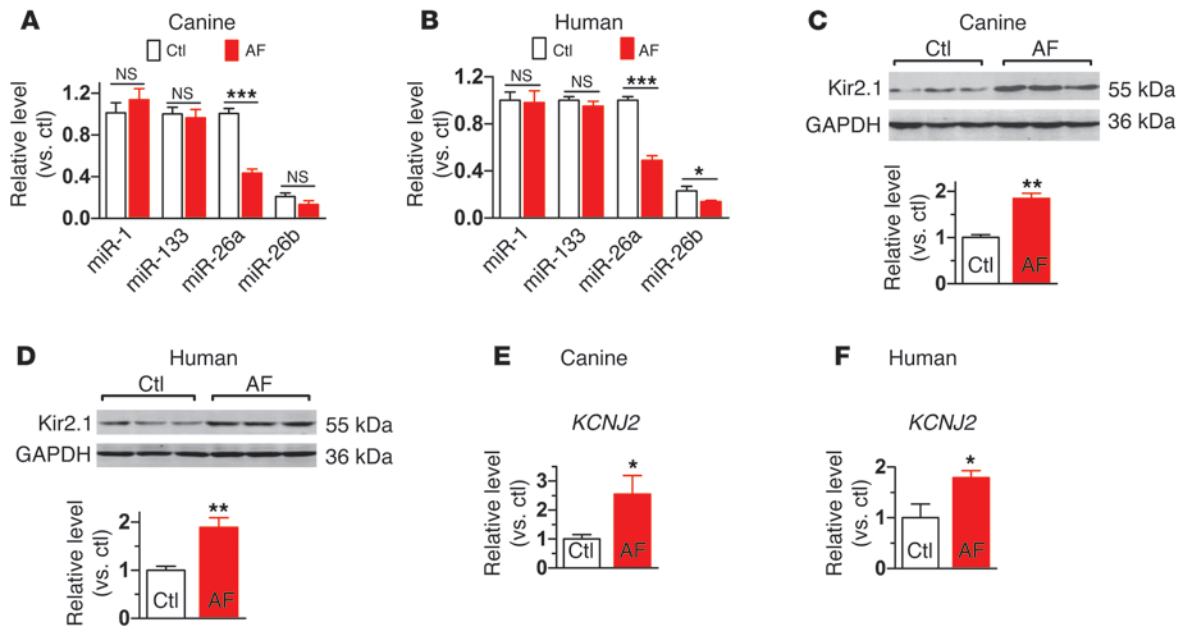 A
Canine
Ctl
AF
Relative level
(vs. ctl)
1.2
0.8
0.4
0.0
NS
NS
***
NS
miR-1
miR-133
miR-26a
miR-26b
B
Human
Ctl
AF
Relative level
(vs. ctl)
1.2
0.8
0.4
0.0
NS
NS
***
*
miR-1
miR-133
miR-26a
miR-26b
C
Canine
Ctl
AF
Kir2.1
55 kDa
GAPDH
36 kDa
Relative level
(vs. ctl)
2
1
0
**
Ctl
AF
D
Human
Ctl
AF
Kir2.1
55 kDa
GAPDH
36 kDa
Relative level
(vs. ctl)
2
1
0
**
Ctl
AF
E
Canine
KCNJ2
Relative level
(vs. ctl)
3
2
1
0
*
Ctl
AF
F
Human
KCNJ2
Relative level
(vs. ctl)
2
1
0
*
Ctl
AF